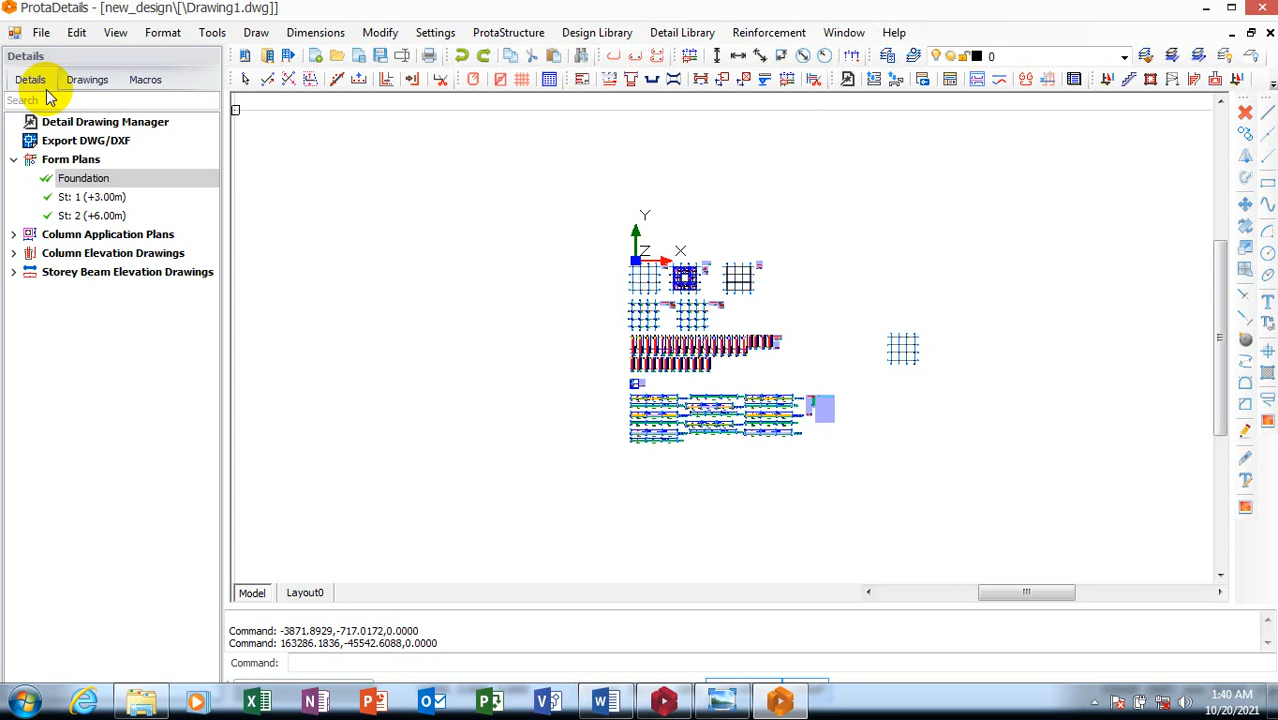 ProtaDetails - [new_design\[\Drawing1.dwg]]
File Edit View Format Tools Draw Dimensions Modify Settings ProtaStructure Design Library Detail Library Reinforcement Window Help
Details
0
Details Drawings Macros
Search
Detail Drawing Manager
Export DWG/DXF
Form Plans
Foundation
St: 1 (+3.00m)
St: 2 (+6.00m)
Column Application Plans
Column Elevation Drawings
Storey Beam Elevation Drawings
Y
Z X
Model Layout0
Command: -3871.8929,-717.0172,0.0000
Command: 163286.1836,-45542.6088,0.0000
Command:
1:40 AM
10/20/2021